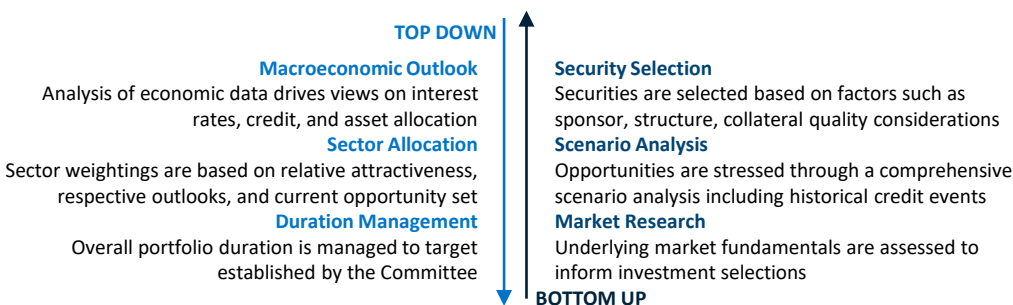 TOP DOWN
Macroeconomic Outlook
Analysis of economic data drives views on interest
rates, credit, and asset allocation
Sector Allocation
Sector weightings are based on relative attractiveness,
respective outlooks, and current opportunity set
Duration Management
Overall portfolio duration is managed to target
established by the Committee
Security Selection
Securities are selected based on factors such as
sponsor, structure, collateral quality considerations
Scenario Analysis
Opportunities are stressed through a comprehensive
scenario analysis including historical credit events
Market Research
Underlying market fundamentals are assessed to
inform investment selections
BOTTOM UP